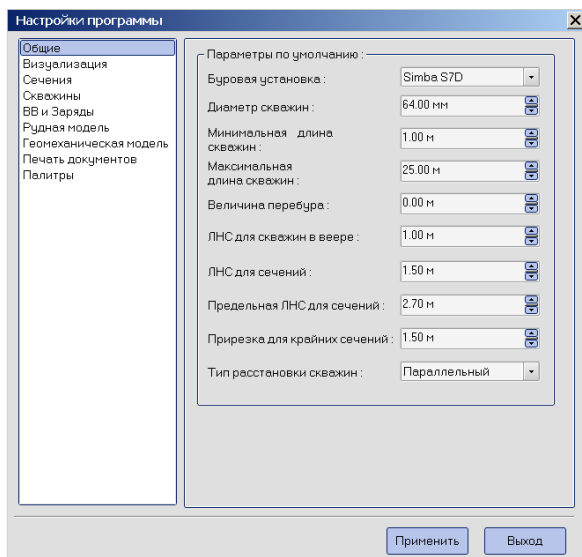 Настройки программы
Общие
Визуализация
Сечения
Скважины
ВВ и Заряды
Рудная модель
Геомеханическая модель
Печать документов
Палитры
Параметры по умолчанию :
Буровая установка : Simba S7D
Диаметр скважин : 64.00 мм
Минимальная длина
скважин : 1.00 м
Максимальная
длина скважин : 25.00 м
Величина перебура : 0.00 м
ЛНС для скважин в веере : 1.00 м
ЛНС для сечений : 1.50 м
Предельная ЛНС для сечений : 2.70 м
Прирезка для крайних сечений : 1.50 м
Тип расстановки скважин : Параллельный
Применить Выход